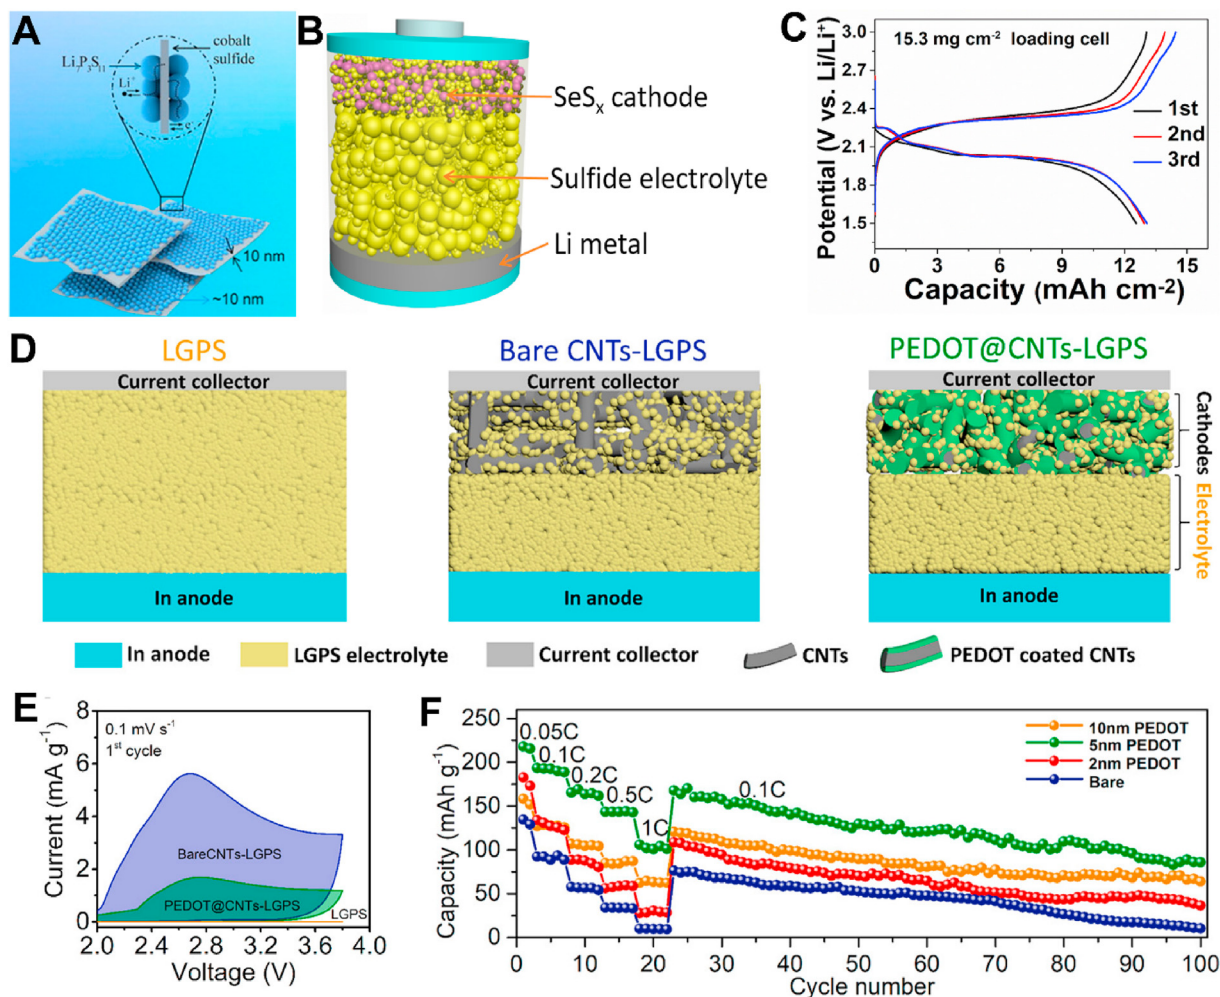 A
cobalt
sulfide
Li₇P₃S₁₁
Li⁺
e⁻
10 nm
~10 nm
B
SeSₓ cathode
Sulfide electrolyte
Li metal
C
15.3 mg cm⁻² loading cell
Potential (V vs. Li/Li⁺)
3.0
2.7
2.4
2.1
1.8
1.5
1st
2nd
3rd
0 3 6 9 12 15
Capacity (mAh cm⁻²)
D
LGPS
Bare CNTs-LGPS
PEDOT@CNTs-LGPS
Current collector
Current collector
Current collector
Cathodes
Electrolyte
In anode
In anode
In anode
In anode
LGPS electrolyte
Current collector
CNTs
PEDOT coated CNTs
E
Current (mA g⁻¹)
8
6
4
2
0
0.1 mV s⁻¹
1ˢᵗ cycle
BareCNTs-LGPS
PEDOT@CNTs-LGPS
LGPS
2.0 2.4 2.8 3.2 3.6 4.0
Voltage (V)
F
Capacity (mAh g⁻¹)
250
200
150
100
50
0
0.05C
0.1C
0.2C
0.5C
1C
0.1C
10nm PEDOT
5nm PEDOT
2nm PEDOT
Bare
0 10 20 30 40 50 60 70 80 90 100
Cycle number